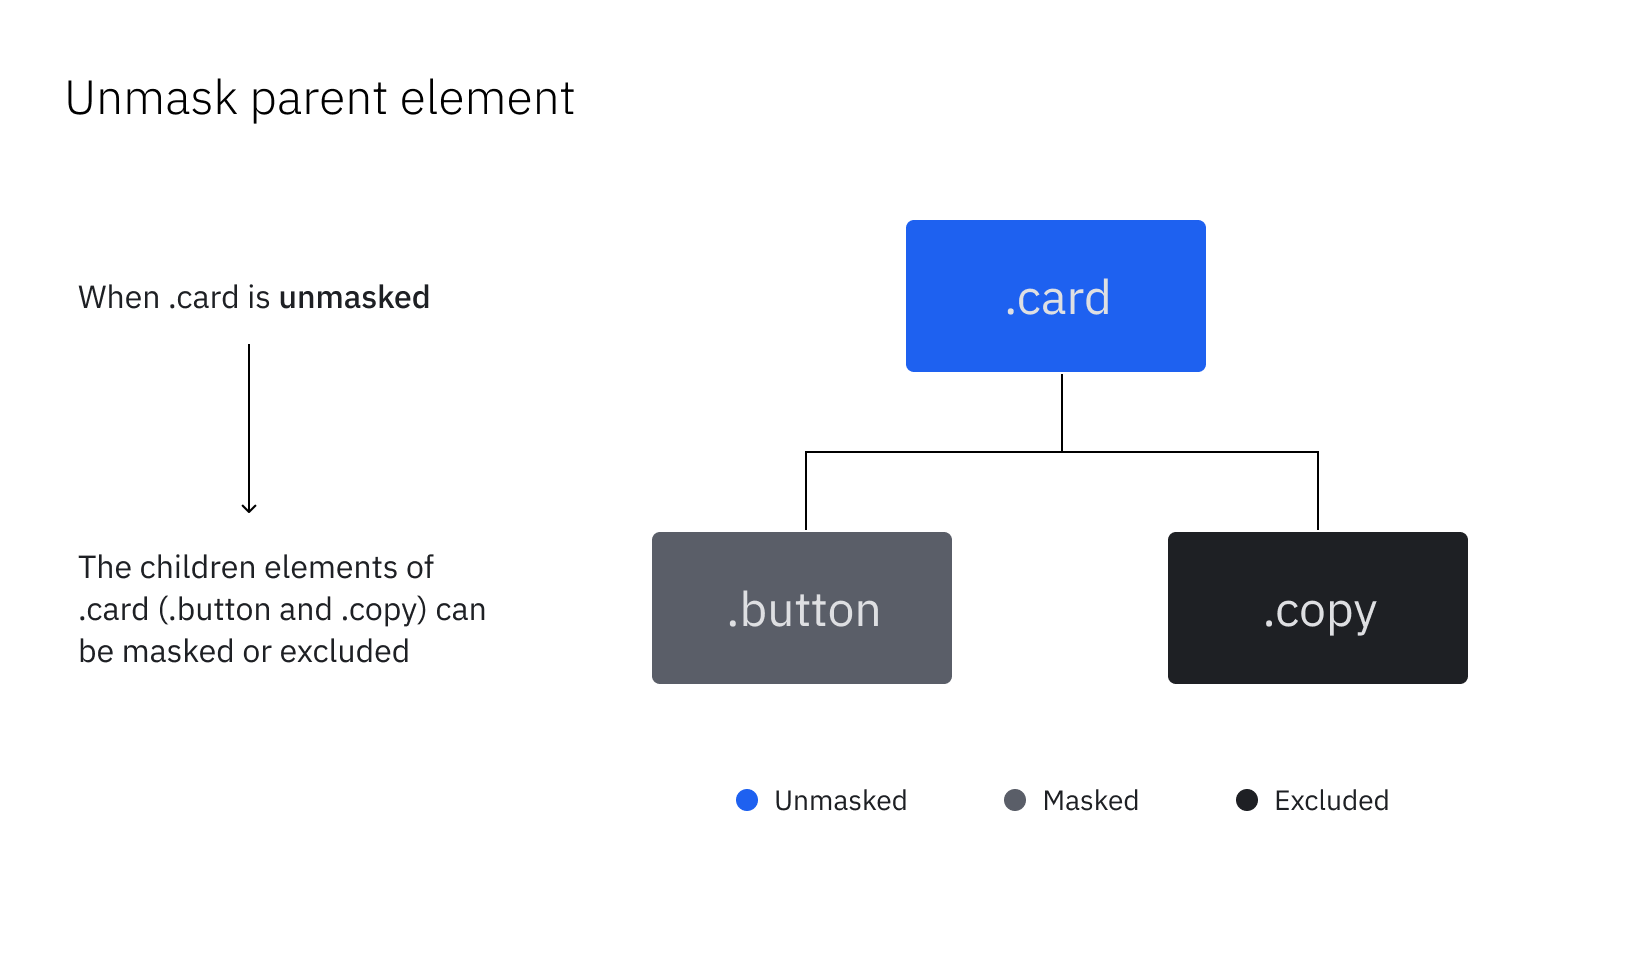 Unmask parent element
When .card is unmasked
The children elements of
.card (.button and .copy) can
be masked or excluded
.card
.button
.copy
Unmasked
Masked
Excluded